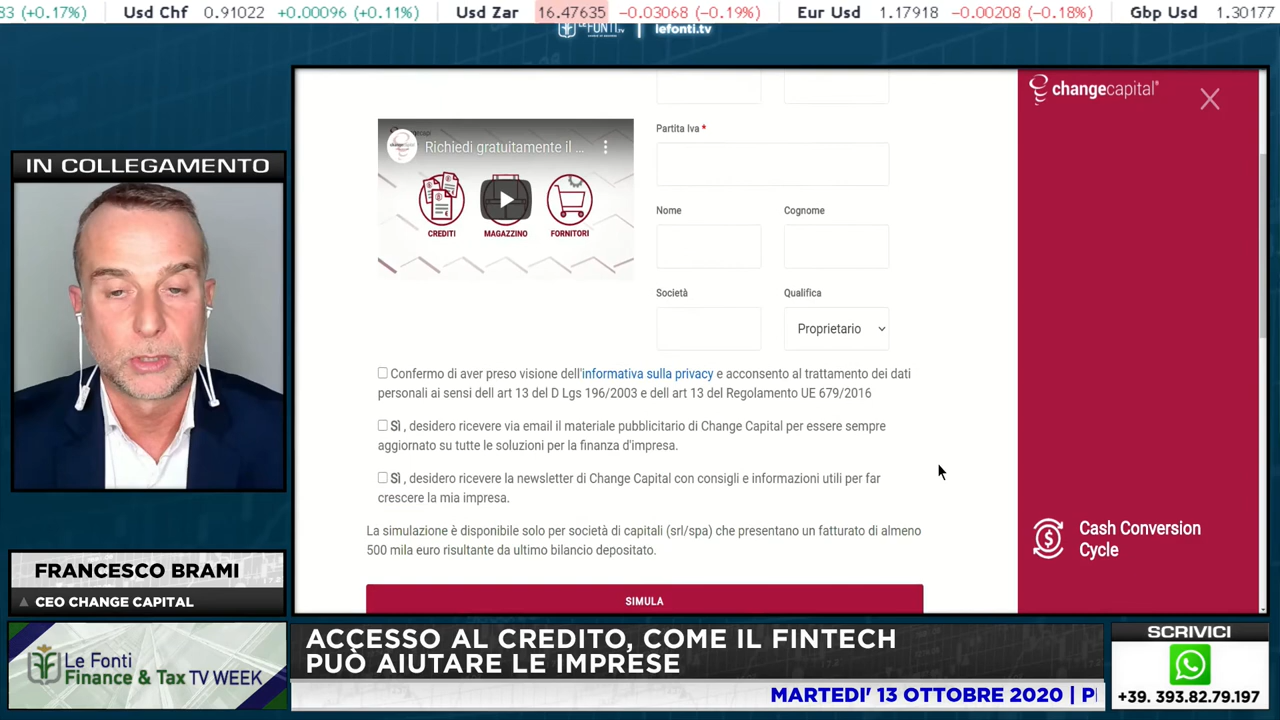 83 (+0.17%) Usd Chf 0.91022 +0.00096 (+0.11%) Usd Zar 16.47635 −0.03068 (−0.19%) Eur Usd 1.17918 −0.00208 (−0.18%) Gbp Usd 1.30177
LE FONTI TV lefonti.tv
IN COLLEGAMENTO
changecapital
Richiedi gratuitamente il ...
CREDITI MAGAZZINO FORNITORI
Partita Iva *
Nome Cognome
Società Qualifica
Proprietario
Confermo di aver preso visione dell'informativa sulla privacy e acconsento al trattamento dei dati
personali ai sensi dell art 13 del D Lgs 196/2003 e dell art 13 del Regolamento UE 679/2016
Sì , desidero ricevere via email il materiale pubblicitario di Change Capital per essere sempre
aggiornato su tutte le soluzioni per la finanza d'impresa.
Sì , desidero ricevere la newsletter di Change Capital con consigli e informazioni utili per far
crescere la mia impresa.
La simulazione è disponibile solo per società di capitali (srl/spa) che presentano un fatturato di almeno
500 mila euro risultante da ultimo bilancio depositato.
SIMULA
Cash Conversion
Cycle
FRANCESCO BRAMI
CEO CHANGE CAPITAL
Le Fonti
Finance & Tax TV WEEK
ACCESSO AL CREDITO, COME IL FINTECH
PUÒ AIUTARE LE IMPRESE
MARTEDI' 13 OTTOBRE 2020 | P
SCRIVICI
+39. 393.82.79.197